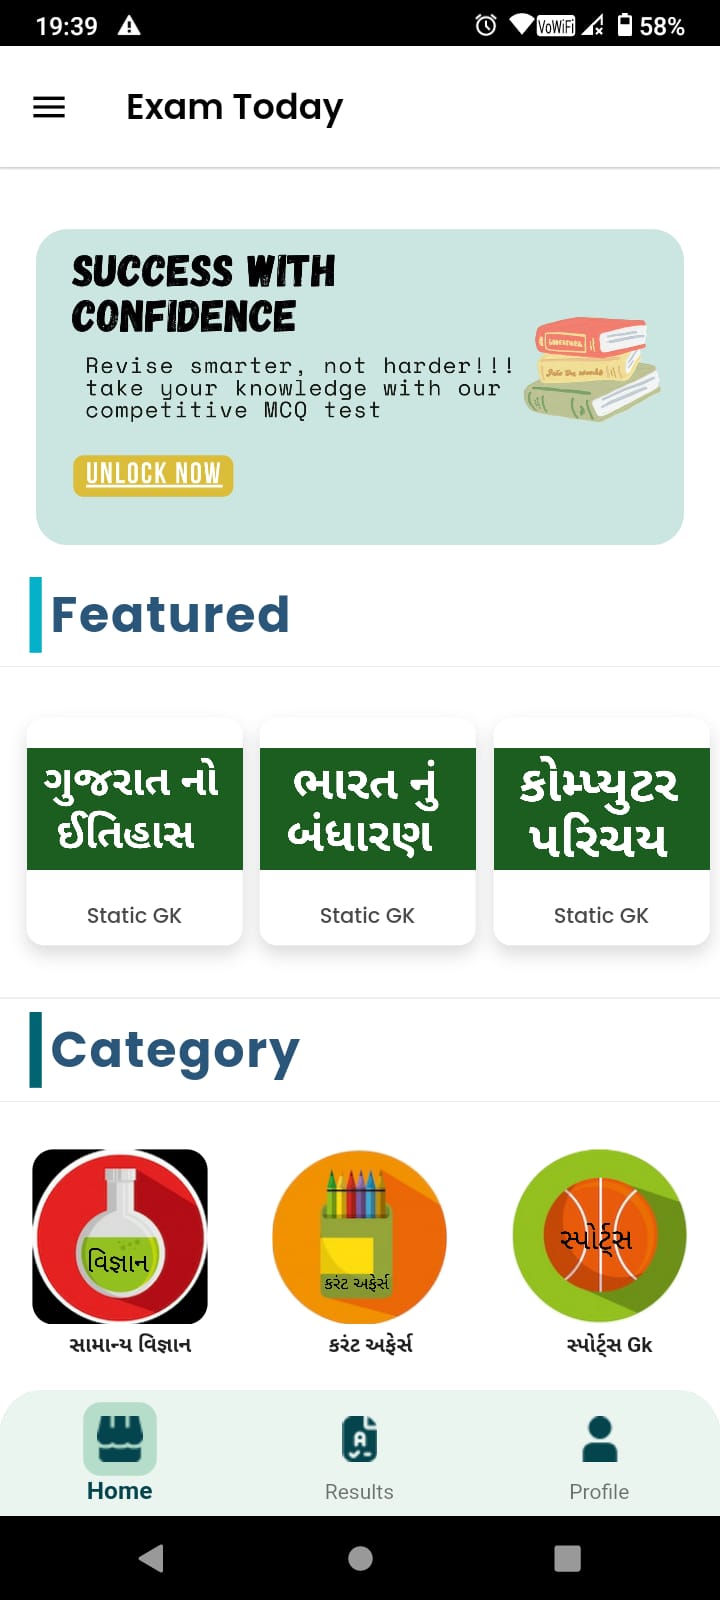 19:39
VoWiFi
58%
Exam Today
SUCCESS WITH
CONFIDENCE
Revise smarter, not harder!!!
take your knowledge with our
competitive MCQ test
UNLOCK NOW
Featured
ગુજરાત નો
ઈતિહાસ
ભારત નું
બંધારણ
કોમ્પ્યુટર
પરિચય
Static GK
Static GK
Static GK
Category
વિજ્ઞાન
કરંટ અફેર્સ
સ્પોર્ટ્સ
સામાન્ય વિજ્ઞાન
કરંટ અફેર્સ
સ્પોર્ટ્સ Gk
Home
Results
Profile